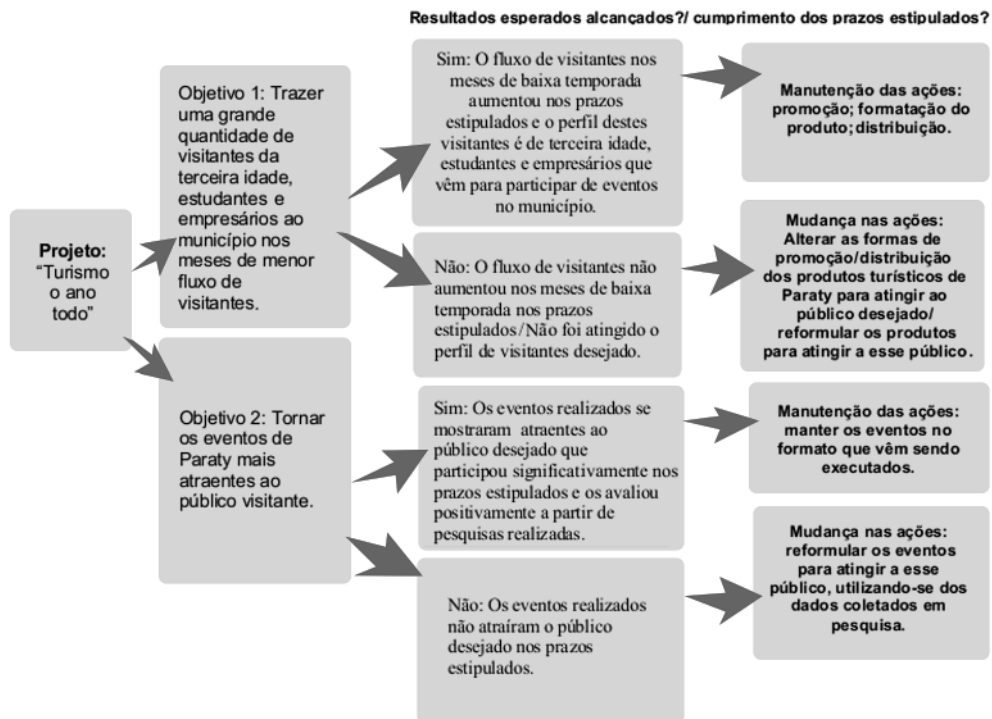 Resultados esperados alcançados?/ cumprimento dos prazos estipulados?
Projeto:
“Turismo
o ano
todo”
Objetivo 1: Trazer
uma grande
quantidade de
visitantes da
terceira idade,
estudantes e
empresários ao
município nos
meses de menor
fluxo de
visitantes.
Sim: O fluxo de visitantes nos
meses de baixa temporada
aumentou nos prazos
estipulados e o perfil destes
visitantes é de terceira idade,
estudantes e empresários que
vêm para participar de eventos
no município.
Manutenção das ações:
promoção; formatação do
produto; distribuição.
Não: O fluxo de visitantes não
aumentou nos meses de baixa
temporada nos prazos
estipulados/Não foi atingido o
perfil de visitantes desejado.
Mudança nas ações:
Alterar as formas de
promoção/distribuição
dos produtos turísticos de
Paraty para atingir ao
público desejado/
reformular os produtos
para atingir a esse público.
Objetivo 2: Tornar
os eventos de
Paraty mais
atraentes ao
público visitante.
Sim: Os eventos realizados se
mostraram atraentes ao
público desejado que
participou significativamente nos
prazos estipulados e os avaliou
positivamente a partir de
pesquisas realizadas.
Manutenção das ações:
manter os eventos no
formato que vêm sendo
executados.
Não: Os eventos realizados
não atraíram o público
desejado nos prazos
estipulados.
Mudança nas ações:
reformular os eventos
para atingir a esse
público, utilizando-se dos
dados coletados em
pesquisa.